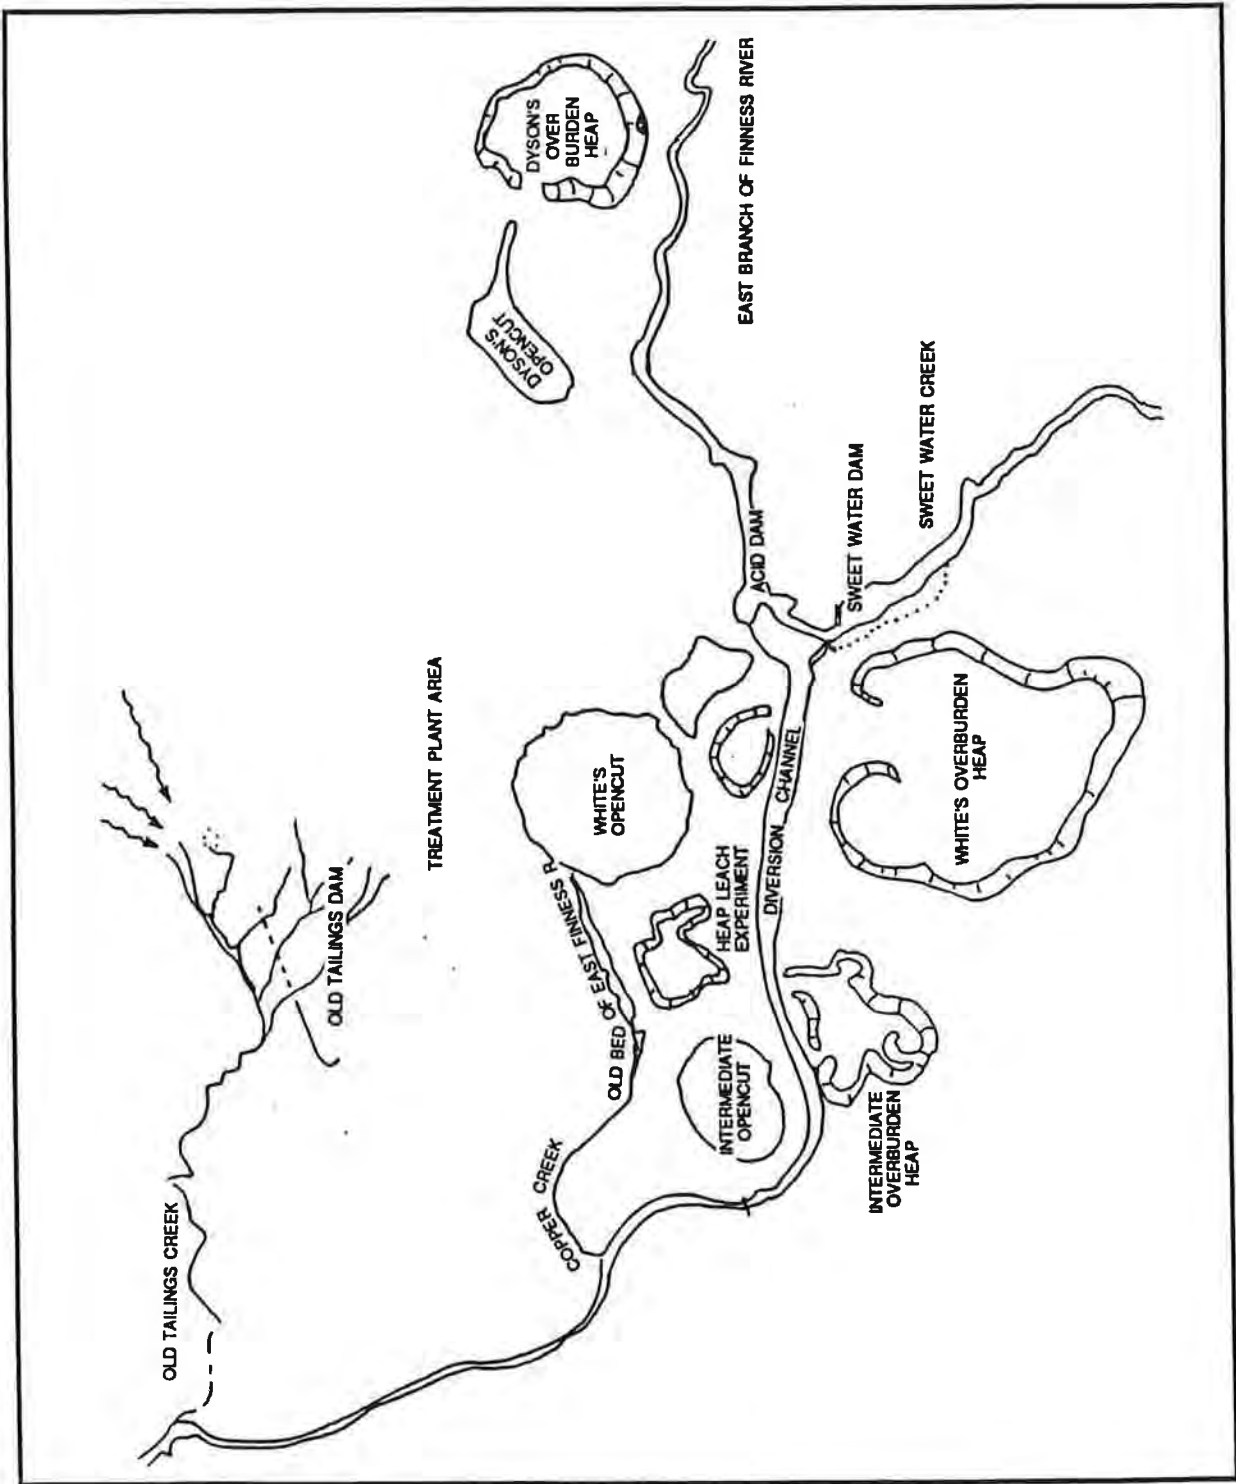 OLD TAILINGS CREEK
OLD TAILINGS DAM
TREATMENT PLANT AREA
DYSON'S
OVER
BURDEN
HEAP
DYSON'S
OPENCUT
COPPER CREEK
OLD BED OF EAST FINNESS R
WHITE'S
OPENCUT
EAST BRANCH OF FINNESS RIVER
HEAP LEACH
EXPERIMENT
INTERMEDIATE
OPENCUT
DIVERSION CHANNEL
ACID DAM
SWEET WATER DAM
SWEET WATER CREEK
INTERMEDIATE
OVERBURDEN
HEAP
WHITE'S OVERBURDEN
HEAP